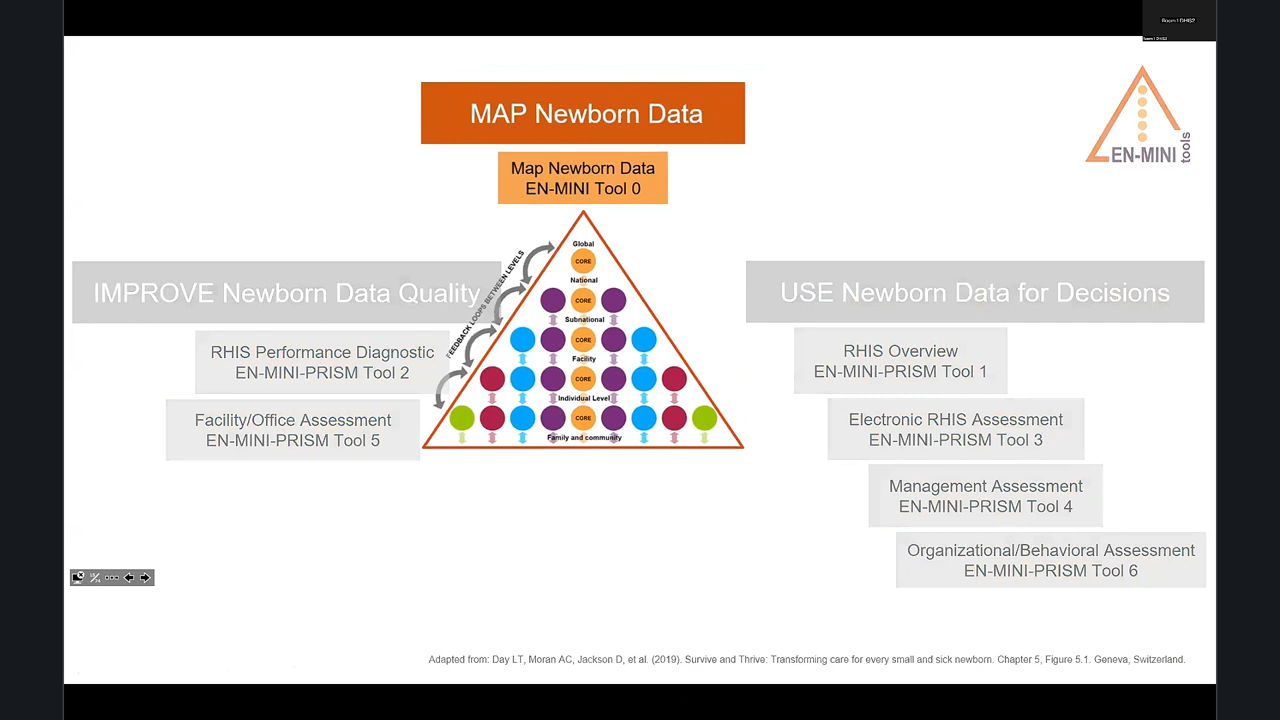 Room 1 DHIS2
Room 1 DHIS2
MAP Newborn Data
EN-MINI
tools
Map Newborn Data
EN-MINI Tool 0
IMPROVE Newborn Data Quality
RHIS Performance Diagnostic
EN-MINI-PRISM Tool 2
Facility/Office Assessment
EN-MINI-PRISM Tool 5
FEEDBACK LOOPS BETWEEN LEVELS
Global
CORE
National
CORE
Subnational
CORE
Facility
CORE
Individual Level
CORE
Family and community
USE Newborn Data for Decisions
RHIS Overview
EN-MINI-PRISM Tool 1
Electronic RHIS Assessment
EN-MINI-PRISM Tool 3
Management Assessment
EN-MINI-PRISM Tool 4
Organizational/Behavioral Assessment
EN-MINI-PRISM Tool 6
Adapted from: Day LT, Moran AC, Jackson D, et al. (2019). Survive and Thrive: Transforming care for every small and sick newborn. Chapter 5, Figure 5.1. Geneva, Switzerland.